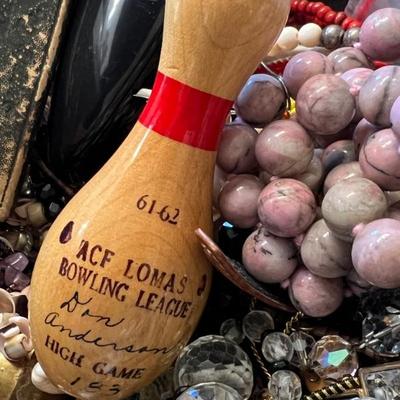 61-62
ACF LOMAS
BOWLING LEAGUE
Don
Anderson
HIGH GAME